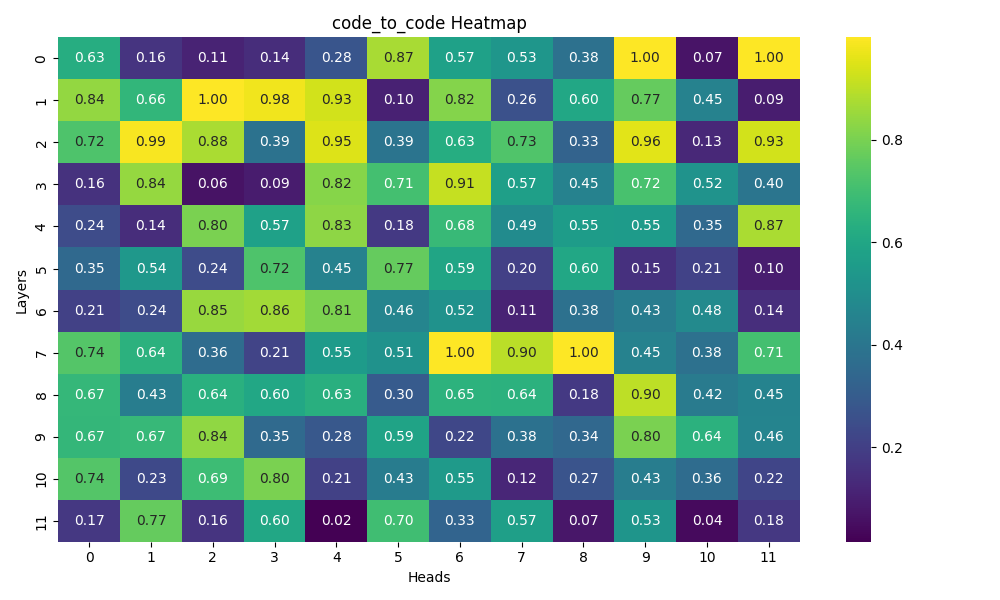 code_to_code Heatmap
0 0.63 0.16 0.11 0.14 0.28 0.87 0.57 0.53 0.38 1.00 0.07 1.00
1 0.84 0.66 1.00 0.98 0.93 0.10 0.82 0.26 0.60 0.77 0.45 0.09
2 0.72 0.99 0.88 0.39 0.95 0.39 0.63 0.73 0.33 0.96 0.13 0.93
3 0.16 0.84 0.06 0.09 0.82 0.71 0.91 0.57 0.45 0.72 0.52 0.40
4 0.24 0.14 0.80 0.57 0.83 0.18 0.68 0.49 0.55 0.55 0.35 0.87
5 0.35 0.54 0.24 0.72 0.45 0.77 0.59 0.20 0.60 0.15 0.21 0.10
6 0.21 0.24 0.85 0.86 0.81 0.46 0.52 0.11 0.38 0.43 0.48 0.14
7 0.74 0.64 0.36 0.21 0.55 0.51 1.00 0.90 1.00 0.45 0.38 0.71
8 0.67 0.43 0.64 0.60 0.63 0.30 0.65 0.64 0.18 0.90 0.42 0.45
9 0.67 0.67 0.84 0.35 0.28 0.59 0.22 0.38 0.34 0.80 0.64 0.46
10 0.74 0.23 0.69 0.80 0.21 0.43 0.55 0.12 0.27 0.43 0.36 0.22
11 0.17 0.77 0.16 0.60 0.02 0.70 0.33 0.57 0.07 0.53 0.04 0.18
0 1 2 3 4 5 6 7 8 9 10 11
Heads
Layers
0.8
0.6
0.4
0.2